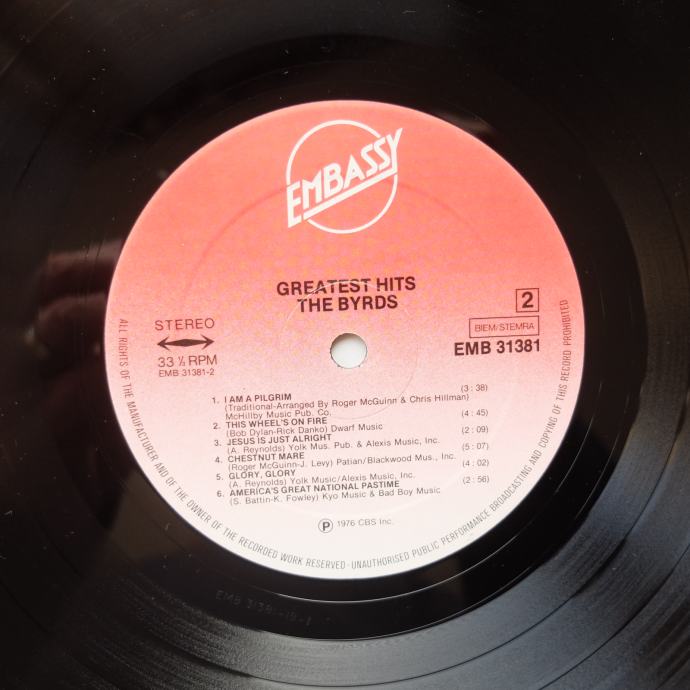 EMBASSY
GREATEST HITS
THE BYRDS
2
STEREO
BIEM/STEMRA
33 ⅓ RPM
EMB 31381
EMB 31381-2
1. I AM A PILGRIM (3 : 38)
(Traditional-Arranged By Roger McGuinn & Chris Hillman)
McHillby Music Pub. Co.
2. THIS WHEEL'S ON FIRE (4 : 45)
(Bob Dylan-Rick Danko) Dwarf Music
3. JESUS IS JUST ALRIGHT (2 : 09)
(A. Reynolds) Yolk Mus. Pub. & Alexis Music, Inc.
4. CHESTNUT MARE (5 : 07)
(Roger McGuinn-J. Levy) Patian/Blackwood Mus., Inc.
5. GLORY, GLORY (4 : 02)
(A. Reynolds) Yolk Music/Alexis Music, Inc.
6. AMERICA'S GREAT NATIONAL PASTIME (2 : 56)
(S. Battin-K. Fowley) Kyo Music & Bad Boy Music
Ⓟ 1976 CBS Inc.
ALL RIGHTS OF THE MANUFACTURER AND OF THE OWNER OF THE RECORDED WORK RESERVED-UNAUTHORISED PUBLIC PERFORMANCE BROADCASTING AND COPYING OF THIS RECORD PROHIBITED